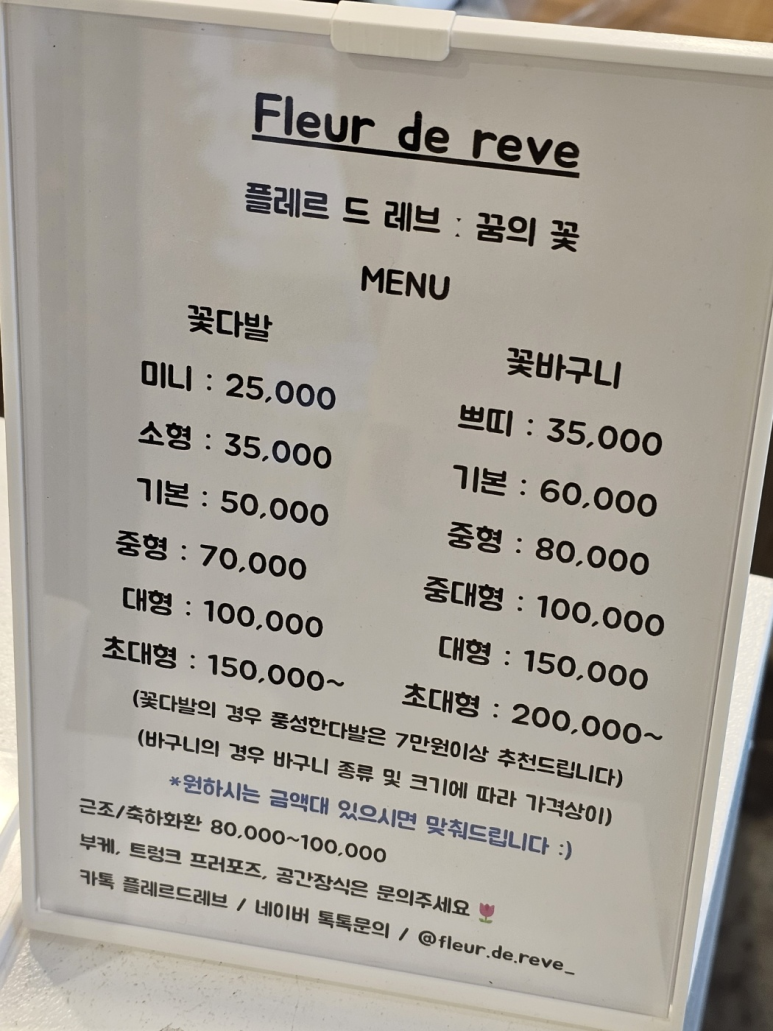 Fleur de reve
플레르 드 레브 : 꿈의 꽃
MENU
꽃다발
미니 : 25,000
소형 : 35,000
기본 : 50,000
중형 : 70,000
대형 : 100,000
초대형 : 150,000~
꽃바구니
쁘띠 : 35,000
기본 : 60,000
중형 : 80,000
중대형 : 100,000
대형 : 150,000
초대형 : 200,000~
(꽃다발의 경우 풍성한다발은 7만원이상 추천드립니다)
(바구니의 경우 바구니 종류 및 크기에 따라 가격상이)
*원하시는 금액대 있으시면 맞춰드립니다 :)
근조/축하화환 80,000~100,000
부케, 트렁크 프러포즈, 공간장식은 문의주세요🌷
카톡 플레르드레브 / 네이버 톡톡문의 / @fleur.de.reve_